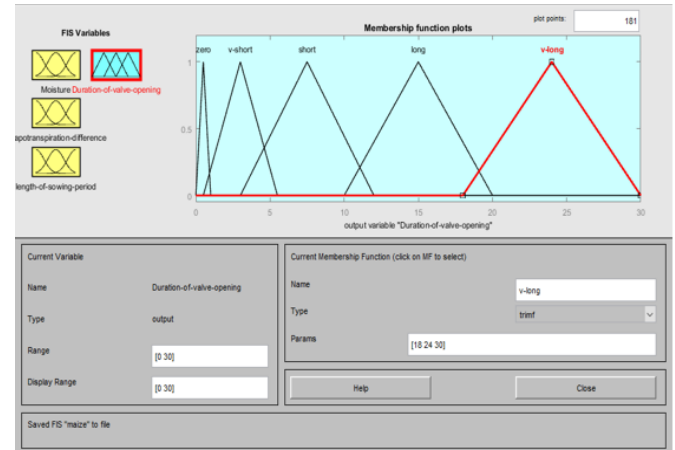 FIS Variables
Membership function plots
plot points:
181
zero
v-short
short
long
v-long
Moisture
Duration-of-valve-opening
apotranspiration-difference
length-of-sowing-period
1
0.5
0
0
5
10
15
20
25
30
output variable "Duration-of-valve-opening"
Current Variable
Name
Duration-of-valve-opening
Type
output
Range
[0 30]
Display Range
[0 30]
Current Membership Function (click on MF to select)
Name
v-long
Type
trimf
Params
[18 24 30]
Help
Close
Saved FIS "maize" to file